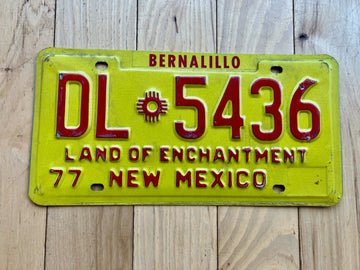 BERNALILLO
DL 5436
LAND OF ENCHANTMENT
77 NEW MEXICO